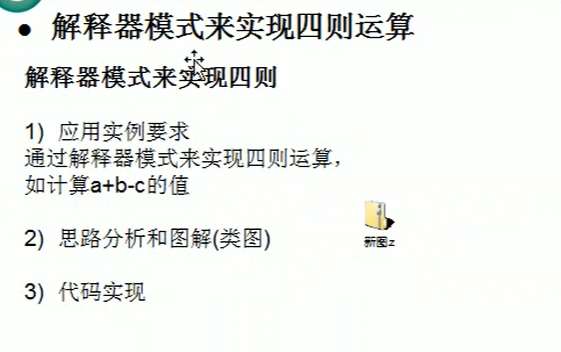 ● 解释器模式来实现四则运算
解释器模式来实现四则
1) 应用实例要求
通过解释器模式来实现四则运算，
如计算a+b-c的值
新图z
2) 思路分析和图解(类图)
3) 代码实现